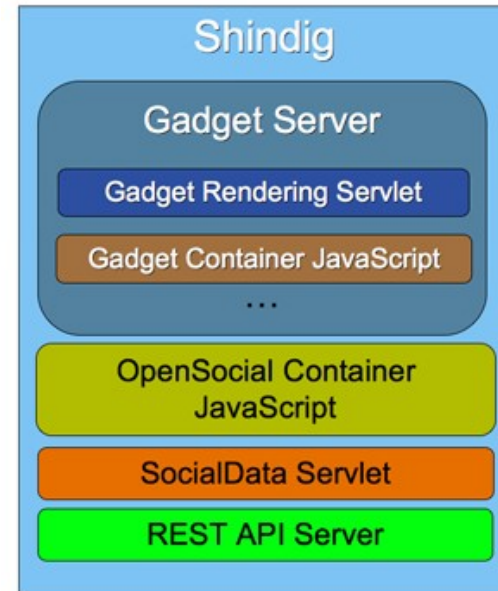 Shindig
Gadget Server
Gadget Rendering Servlet
Gadget Container JavaScript
...
OpenSocial Container
JavaScript
SocialData Servlet
REST API Server